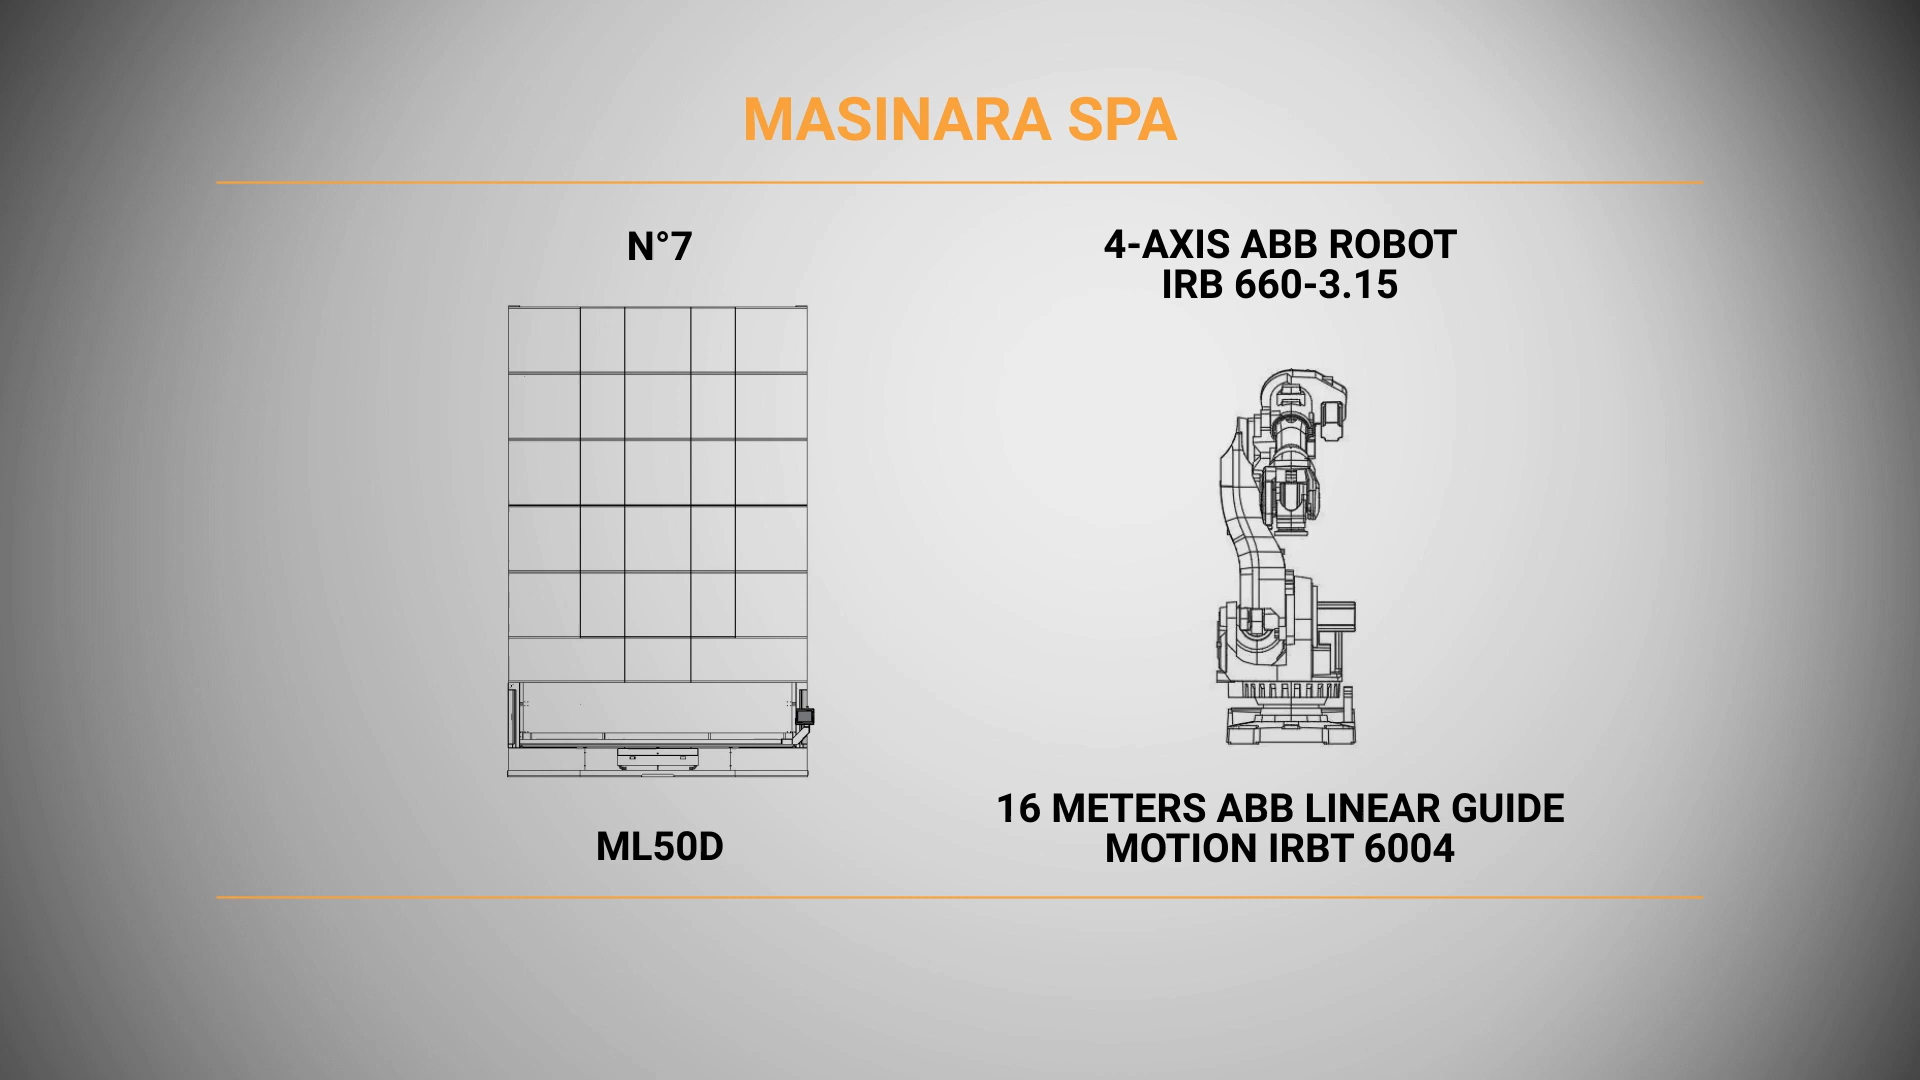 MASINARA SPA
N°7
ML50D
4-AXIS ABB ROBOT
IRB 660-3.15
16 METERS ABB LINEAR GUIDE
MOTION IRBT 6004